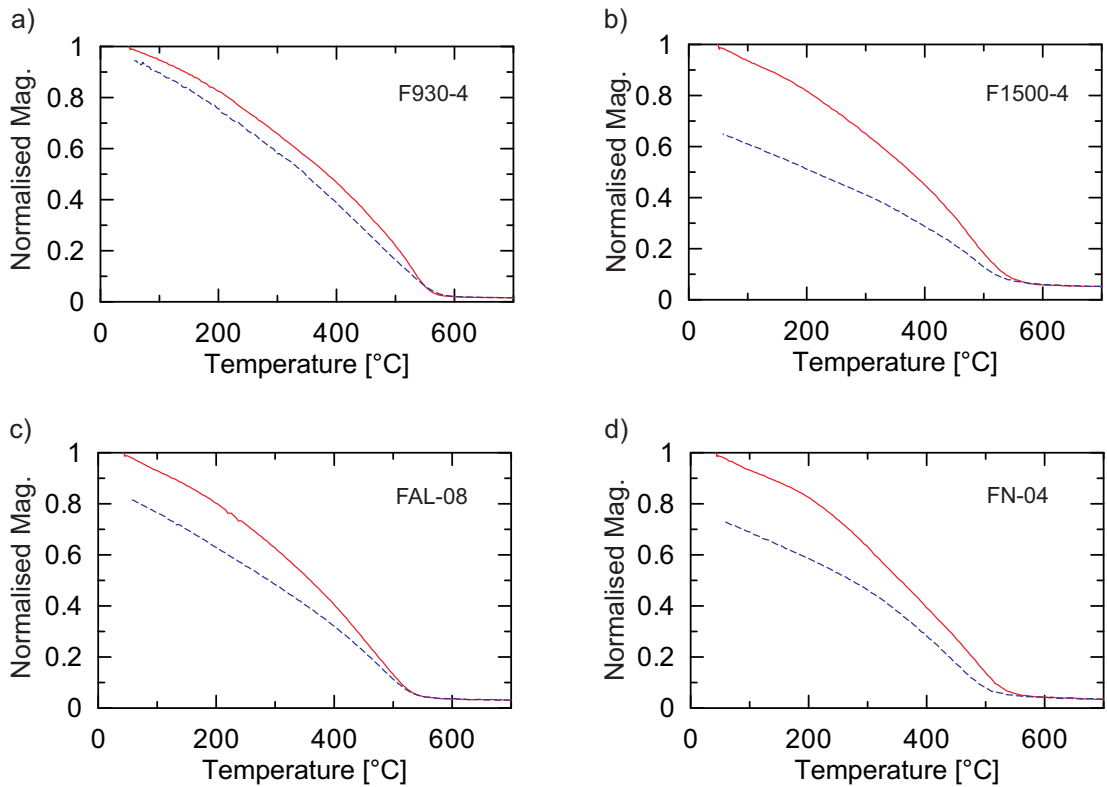 a)
Normalised Mag.
1
0.8
0.6
0.4
0.2
0
F930-4
0 200 400 600
Temperature [°C]
b)
Normalised Mag.
1
0.8
0.6
0.4
0.2
0
F1500-4
0 200 400 600
Temperature [°C]
c)
Normalised Mag.
1
0.8
0.6
0.4
0.2
0
FAL-08
0 200 400 600
Temperature [°C]
d)
Normalised Mag.
1
0.8
0.6
0.4
0.2
0
FN-04
0 200 400 600
Temperature [°C]